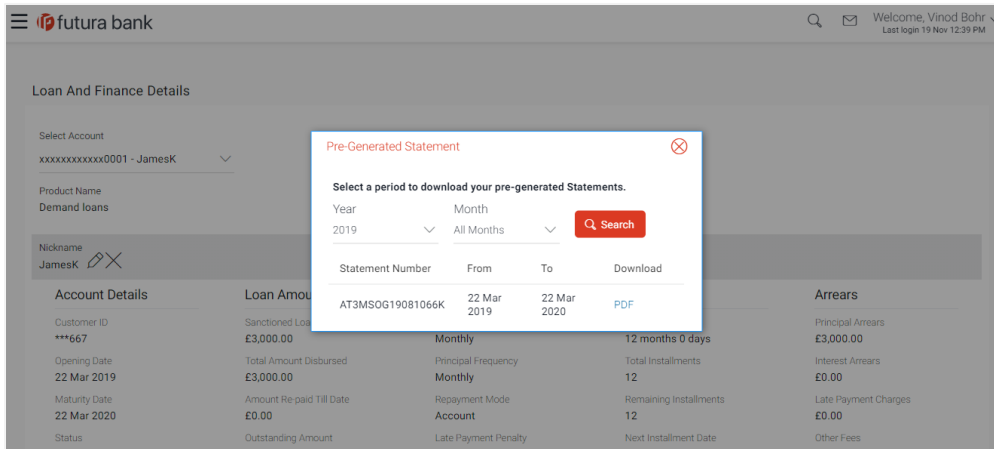 futura bank
Welcome, Vinod Bohr
Last login 19 Nov 12:39 PM
Loan And Finance Details
Select Account
xxxxxxxxxxxx0001 - JamesK
Product Name
Demand loans
Nickname
JamesK
Pre-Generated Statement
Select a period to download your pre-generated Statements.
Year Month
2019 All Months Search
Statement Number From To Download
AT3MSOG19081066K 22 Mar 2019 22 Mar 2020 PDF
Account Details Loan Amou Arrears
Customer ID Sanctioned Loa Principal Arrears
***667 £3,000.00 Monthly 12 months 0 days £3,000.00
Opening Date Total Amount Disbursed Principal Frequency Total Installments Interest Arrears
22 Mar 2019 £3,000.00 Monthly 12 £0.00
Maturity Date Amount Re-paid Till Date Repayment Mode Remaining Installments Late Payment Charges
22 Mar 2020 £0.00 Account 12 £0.00
Status Outstanding Amount Late Payment Penalty Next Installment Date Other Fees